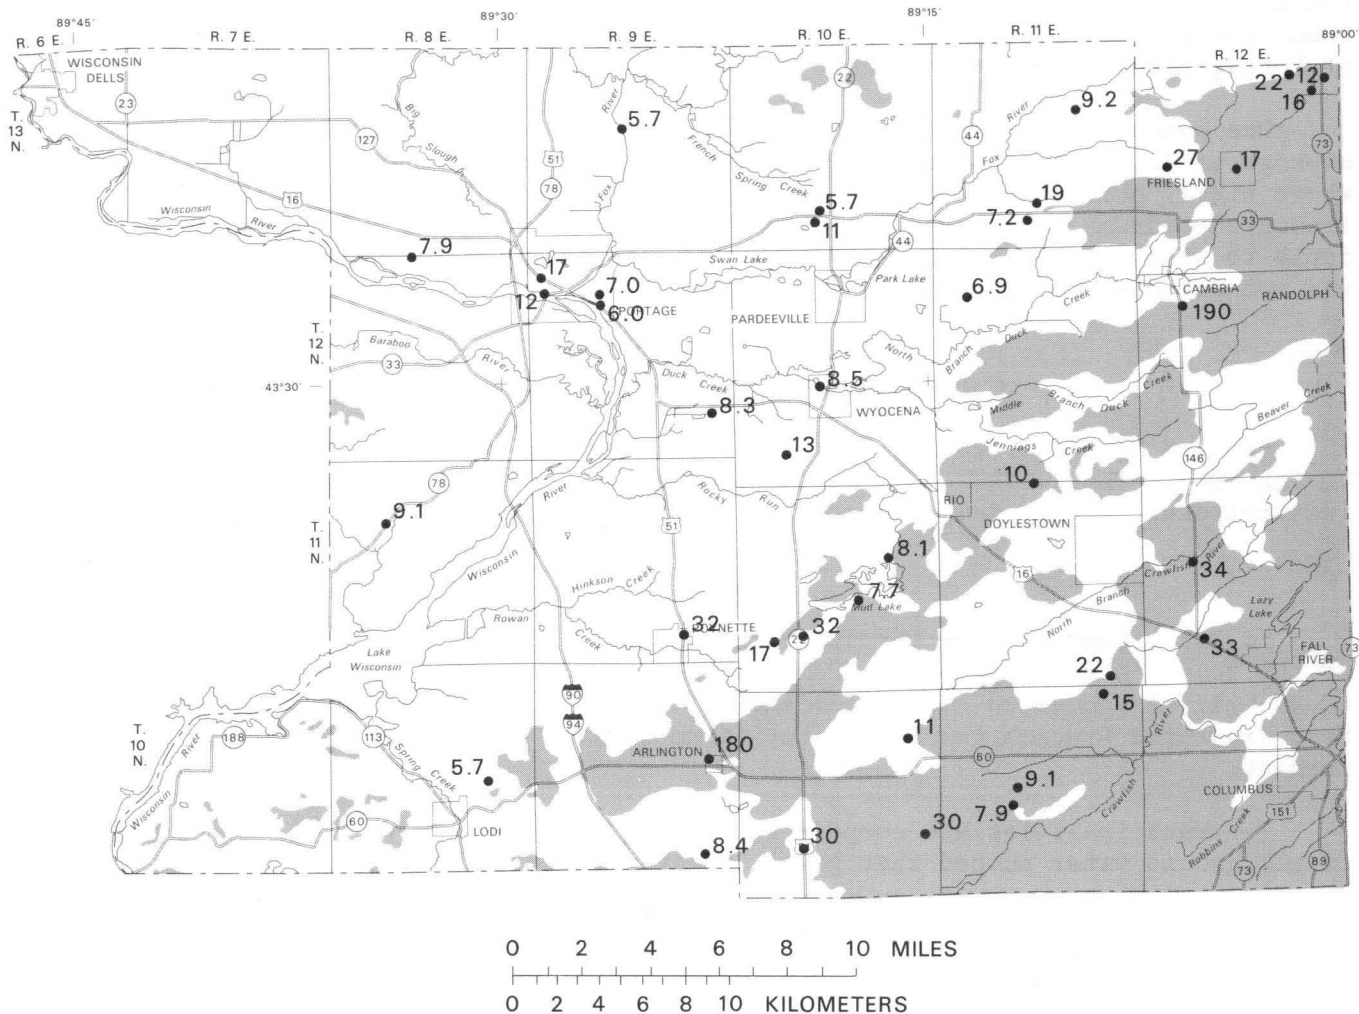 89°45' 89°30' 89°15' 89°00'
R. 6 E. R. 7 E. R. 8 E. R. 9 E. R. 10 E. R. 11 E. R. 12 E.
WISCONSIN
DELLS
T.
13
N.
23
127
16
Big
Slough
51
78
River
5.7
Fox
French
Spring Creek
22
44
Fox
River
9.2
22 12
16
73
27
17
FRIESLAND
Wisconsin
River
5.7
11
19
7.2
33
44
7.9
17
12
7.0
6.0
PORTAGE
Swan Lake
Park Lake
PARDEEVILLE
6.9
Creek
CAMBRIA
190
RANDOLPH
T.
12
N.
Baraboo
River
33
43°30'
North
Branch
Duck
Duck Creek
8.5
8.3
WYOCENA
Middle
Branch
Duck
Creek
Beaver Creek
13
Jennings
Creek
146
10
78
River
Rocky
Run
RIO
DOYLESTOWN
T.
11
N.
9.1
51
8.1
16
Crawfish
River
34
Wisconsin
Hinkson Creek
7.7
Mud Lake
Branch
North
Lazy
Lake
Rowan
Creek
32
POYNETTE
32
17
22
33
FALL
RIVER
73
Lake
Wisconsin
22
15
90
94
T.
10
N.
River
188
113
Spring
Creek
ARLINGTON
180
11
60
River
5.7
9.1
7.9
Crawfish
COLUMBUS
Wisconsin
60
LODI
8.4
30
30
Robbins
Creek
151
73
89
0 2 4 6 8 10 MILES
0 2 4 6 8 10 KILOMETERS